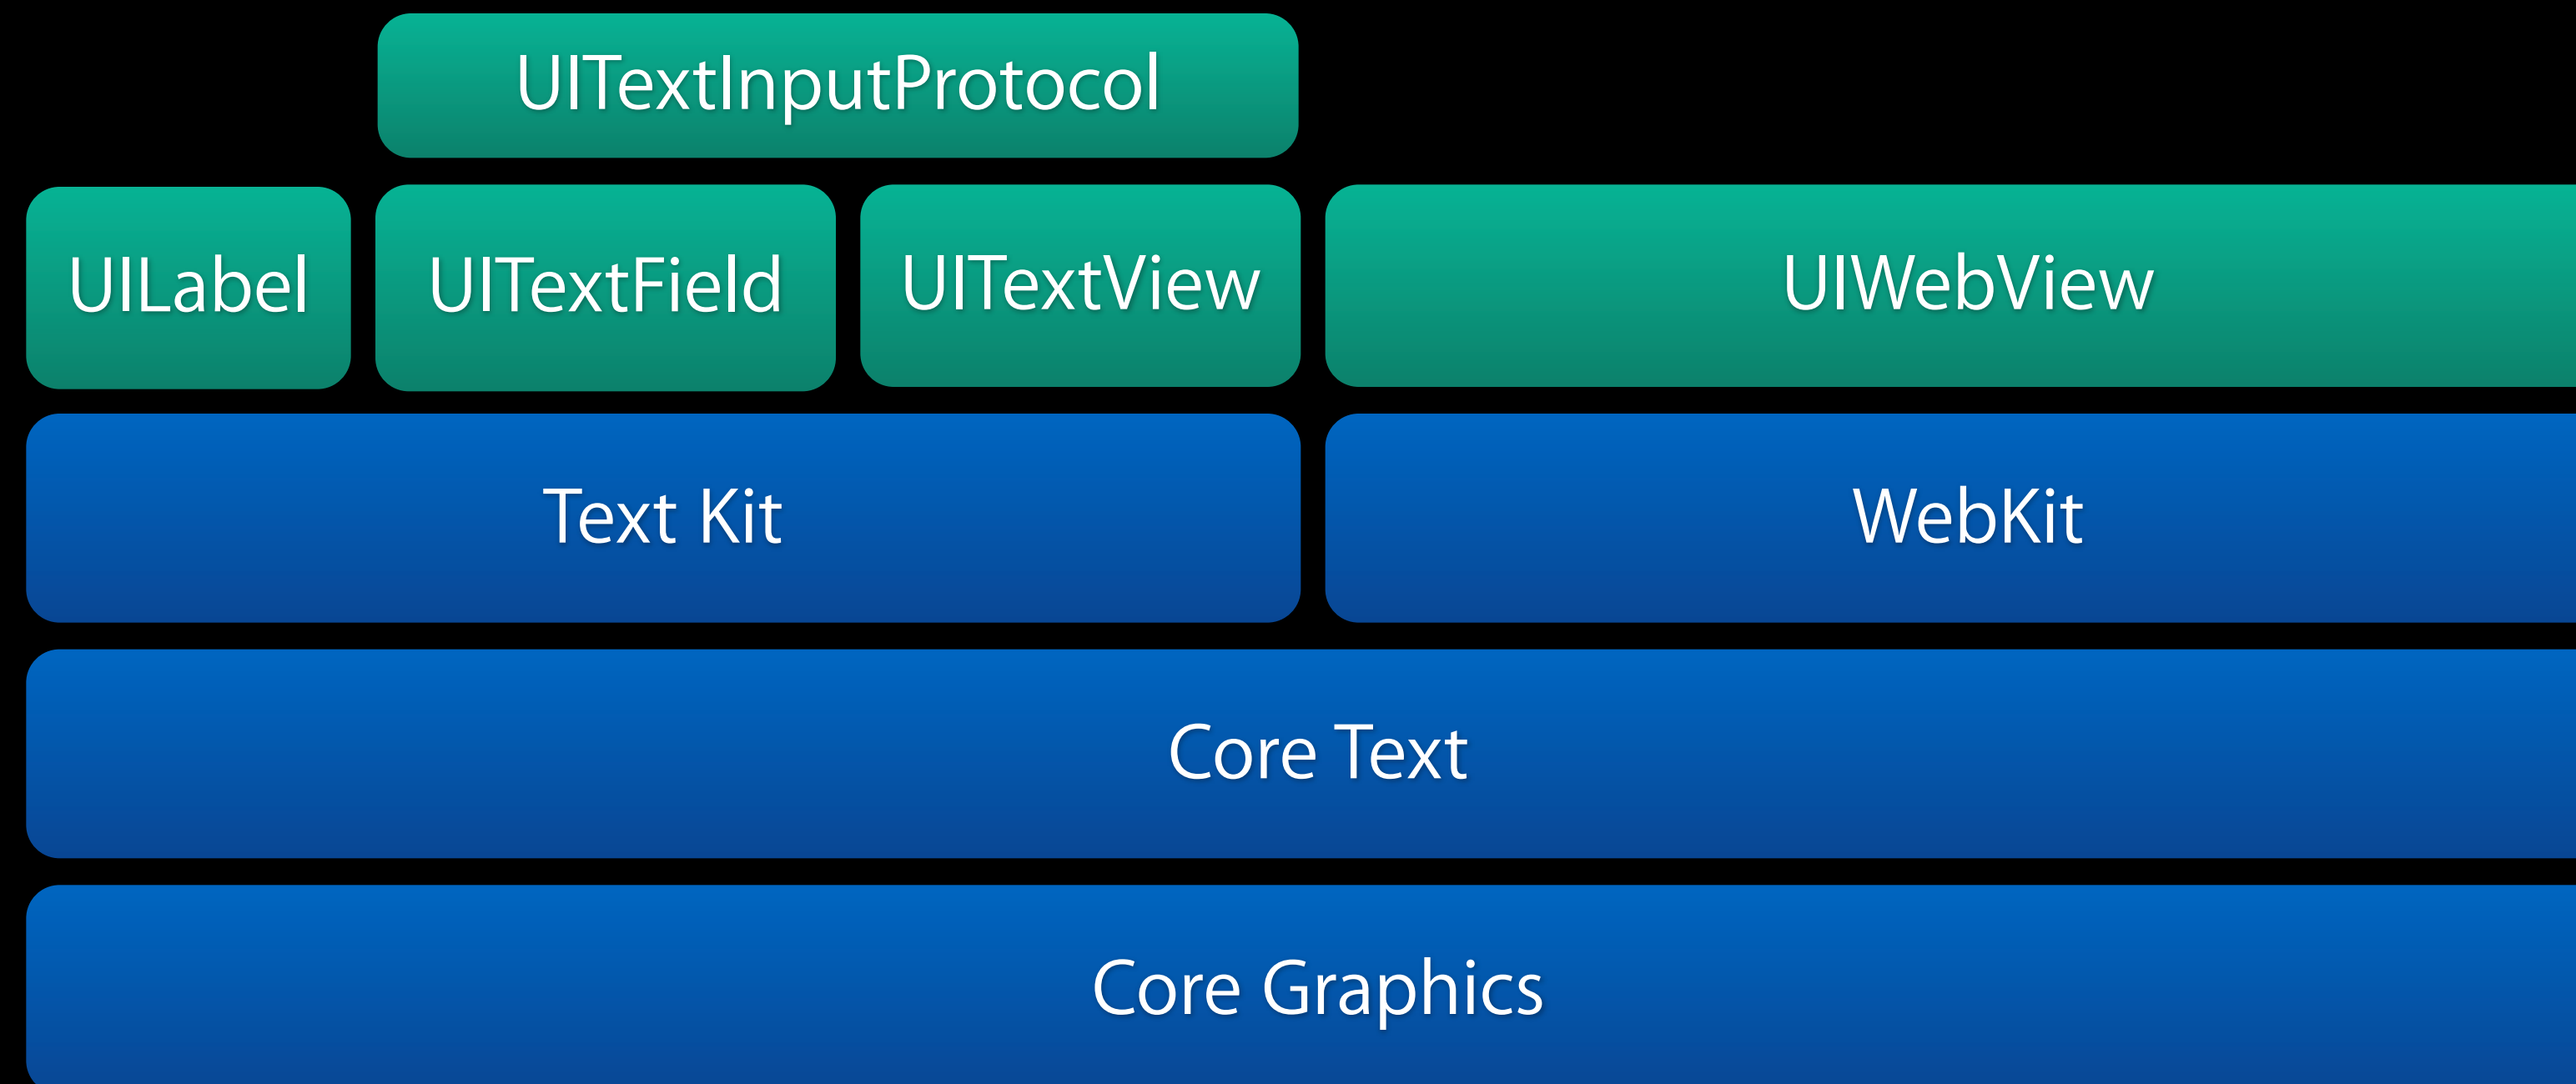 UITextInputProtocol
UILabel
UITextField
UITextView
UIWebView
Text Kit
WebKit
Core Text
Core Graphics